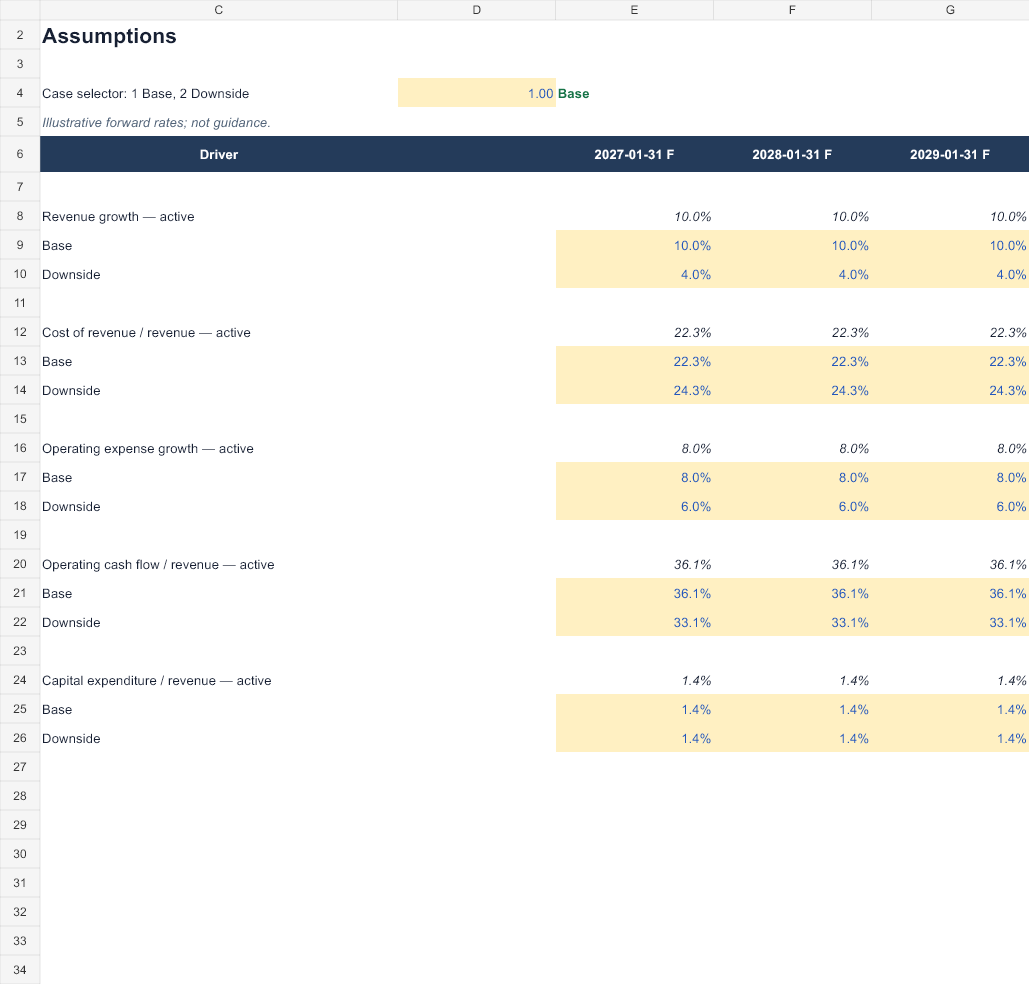 C D E F G
2 Assumptions
3
4 Case selector: 1 Base, 2 Downside 1.00 Base
5 Illustrative forward rates; not guidance.
6 Driver 2027-01-31 F 2028-01-31 F 2029-01-31 F
7
8 Revenue growth — active 10.0% 10.0% 10.0%
9 Base 10.0% 10.0% 10.0%
10 Downside 4.0% 4.0% 4.0%
11
12 Cost of revenue / revenue — active 22.3% 22.3% 22.3%
13 Base 22.3% 22.3% 22.3%
14 Downside 24.3% 24.3% 24.3%
15
16 Operating expense growth — active 8.0% 8.0% 8.0%
17 Base 8.0% 8.0% 8.0%
18 Downside 6.0% 6.0% 6.0%
19
20 Operating cash flow / revenue — active 36.1% 36.1% 36.1%
21 Base 36.1% 36.1% 36.1%
22 Downside 33.1% 33.1% 33.1%
23
24 Capital expenditure / revenue — active 1.4% 1.4% 1.4%
25 Base 1.4% 1.4% 1.4%
26 Downside 1.4% 1.4% 1.4%
27
28
29
30
31
32
33
34